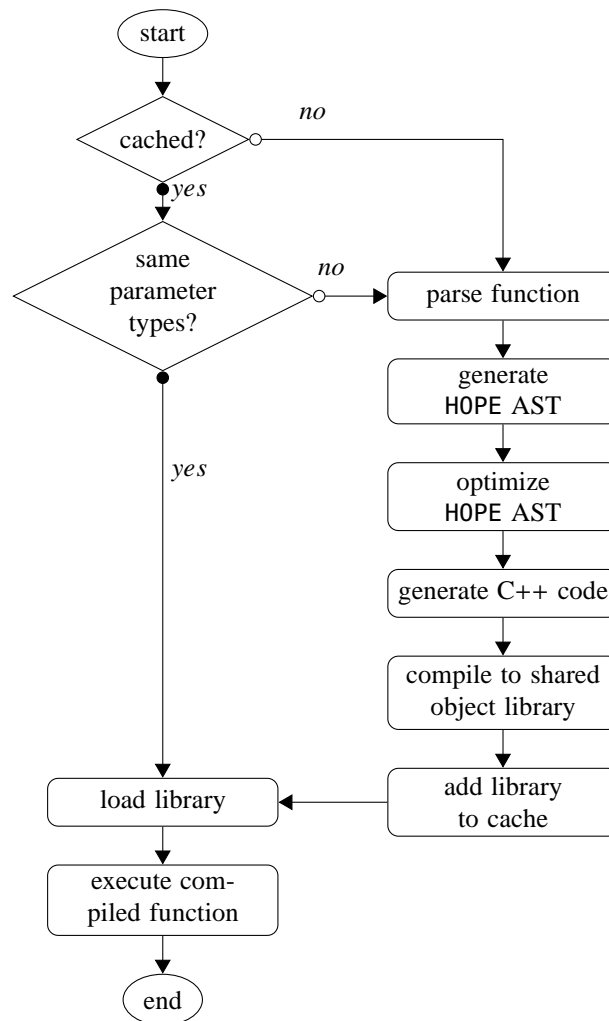 start
no
cached?
yes
same
parameter
types?
no
parse function
generate
HOPE AST
yes
optimize
HOPE AST
generate C++ code
compile to shared
object library
load library
add library
to cache
execute com-
piled function
end